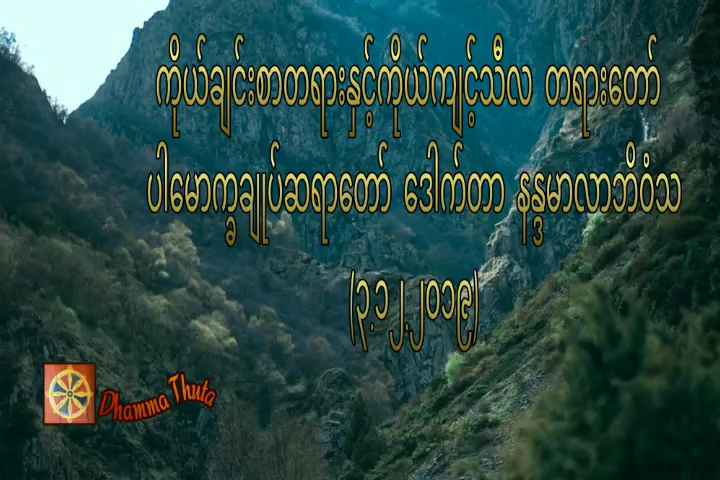 ကိုယ်ချင်းစာတရားနှင့်ကိုယ်ကျင့်သီလ တရားတော်
ပါမောက္ခချုပ်ဆရာတော် ဒေါက်တာ နန္ဒမာလာဘိဝံသ
(၃.၁၂.၂၀၁၉)
Dhamma Thuta